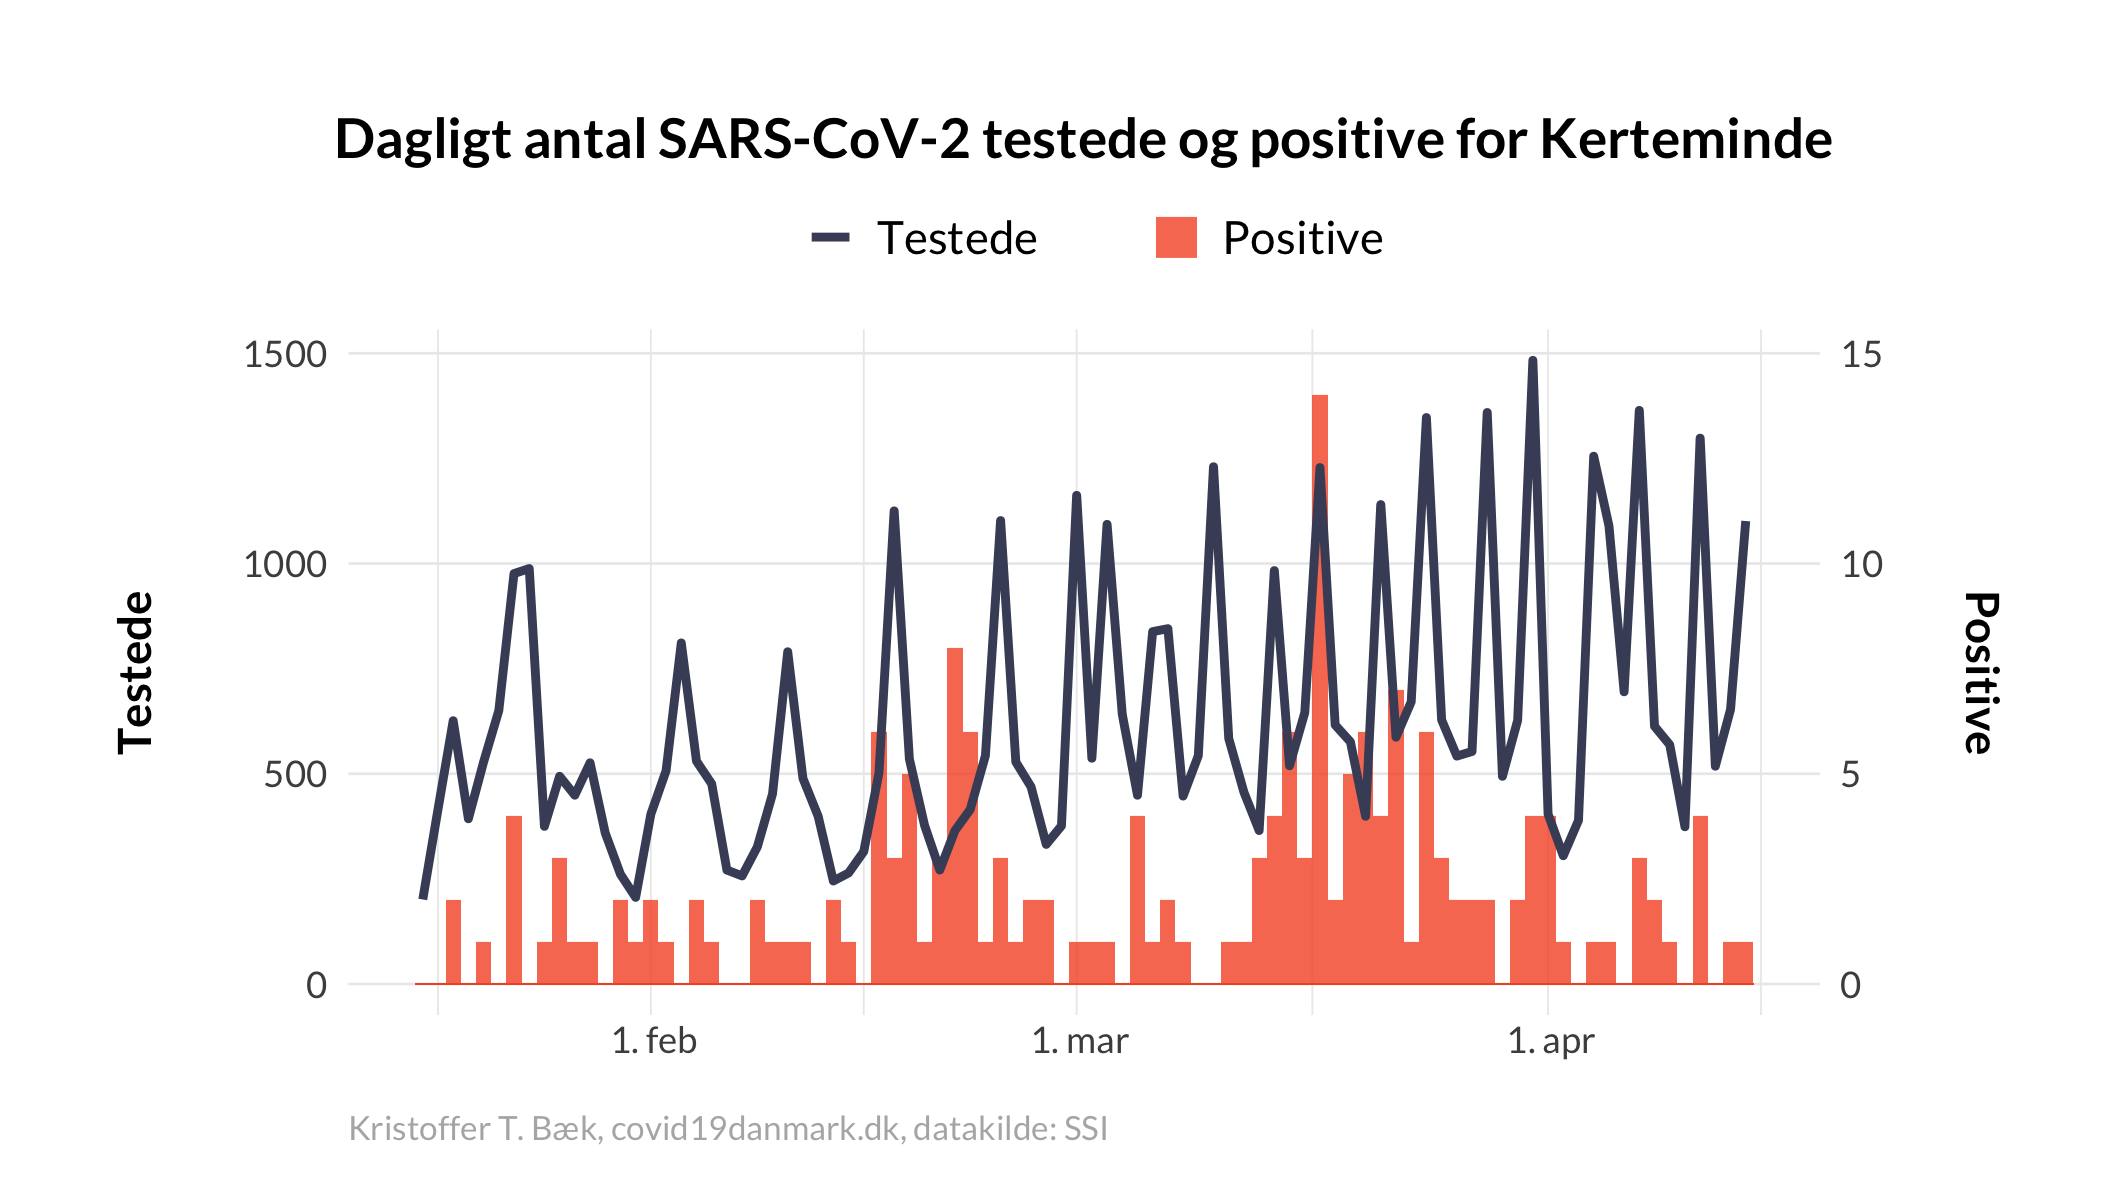 Dagligt antal SARS-CoV-2 testede og positive for Kerteminde
Testede Positive
1500 15
1000 10
500 5
0 0
Testede
Positive
1. feb 1. mar 1. apr
Kristoffer T. Bæk, covid19danmark.dk, datakilde: SSI